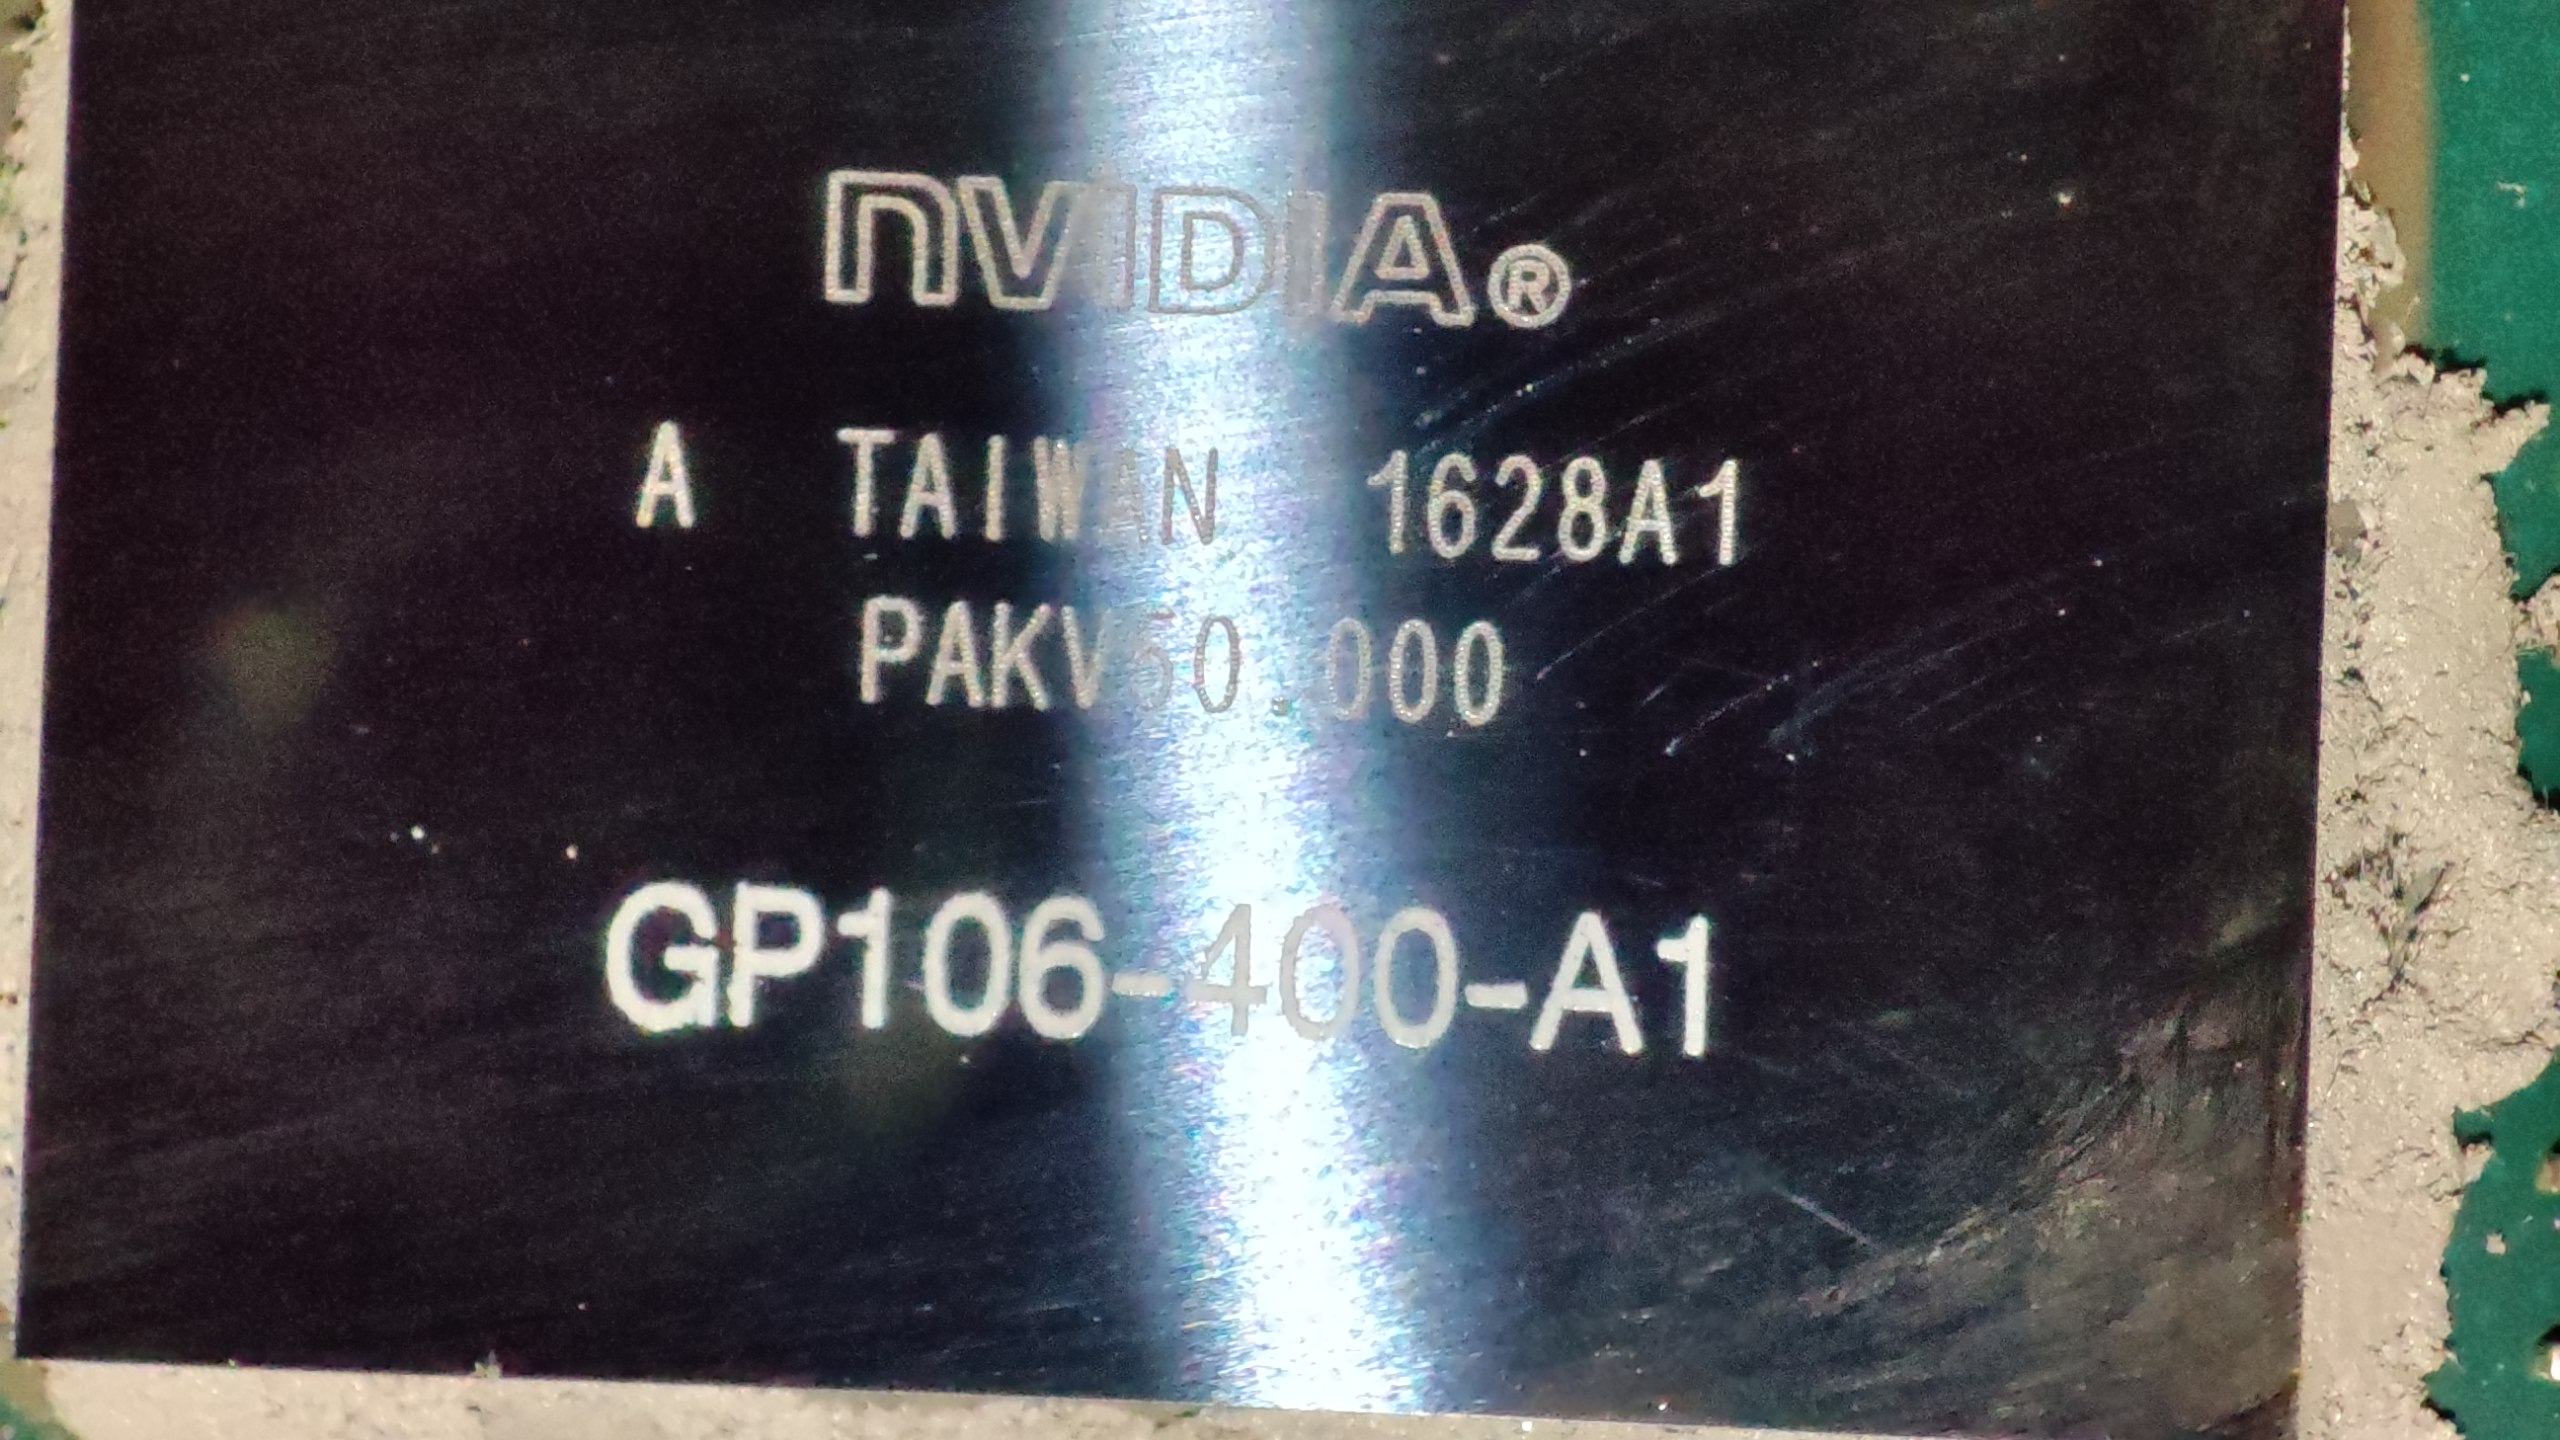 NVIDIA®
A TAIWAN 1628A1
PAKV50.000
GP106-400-A1